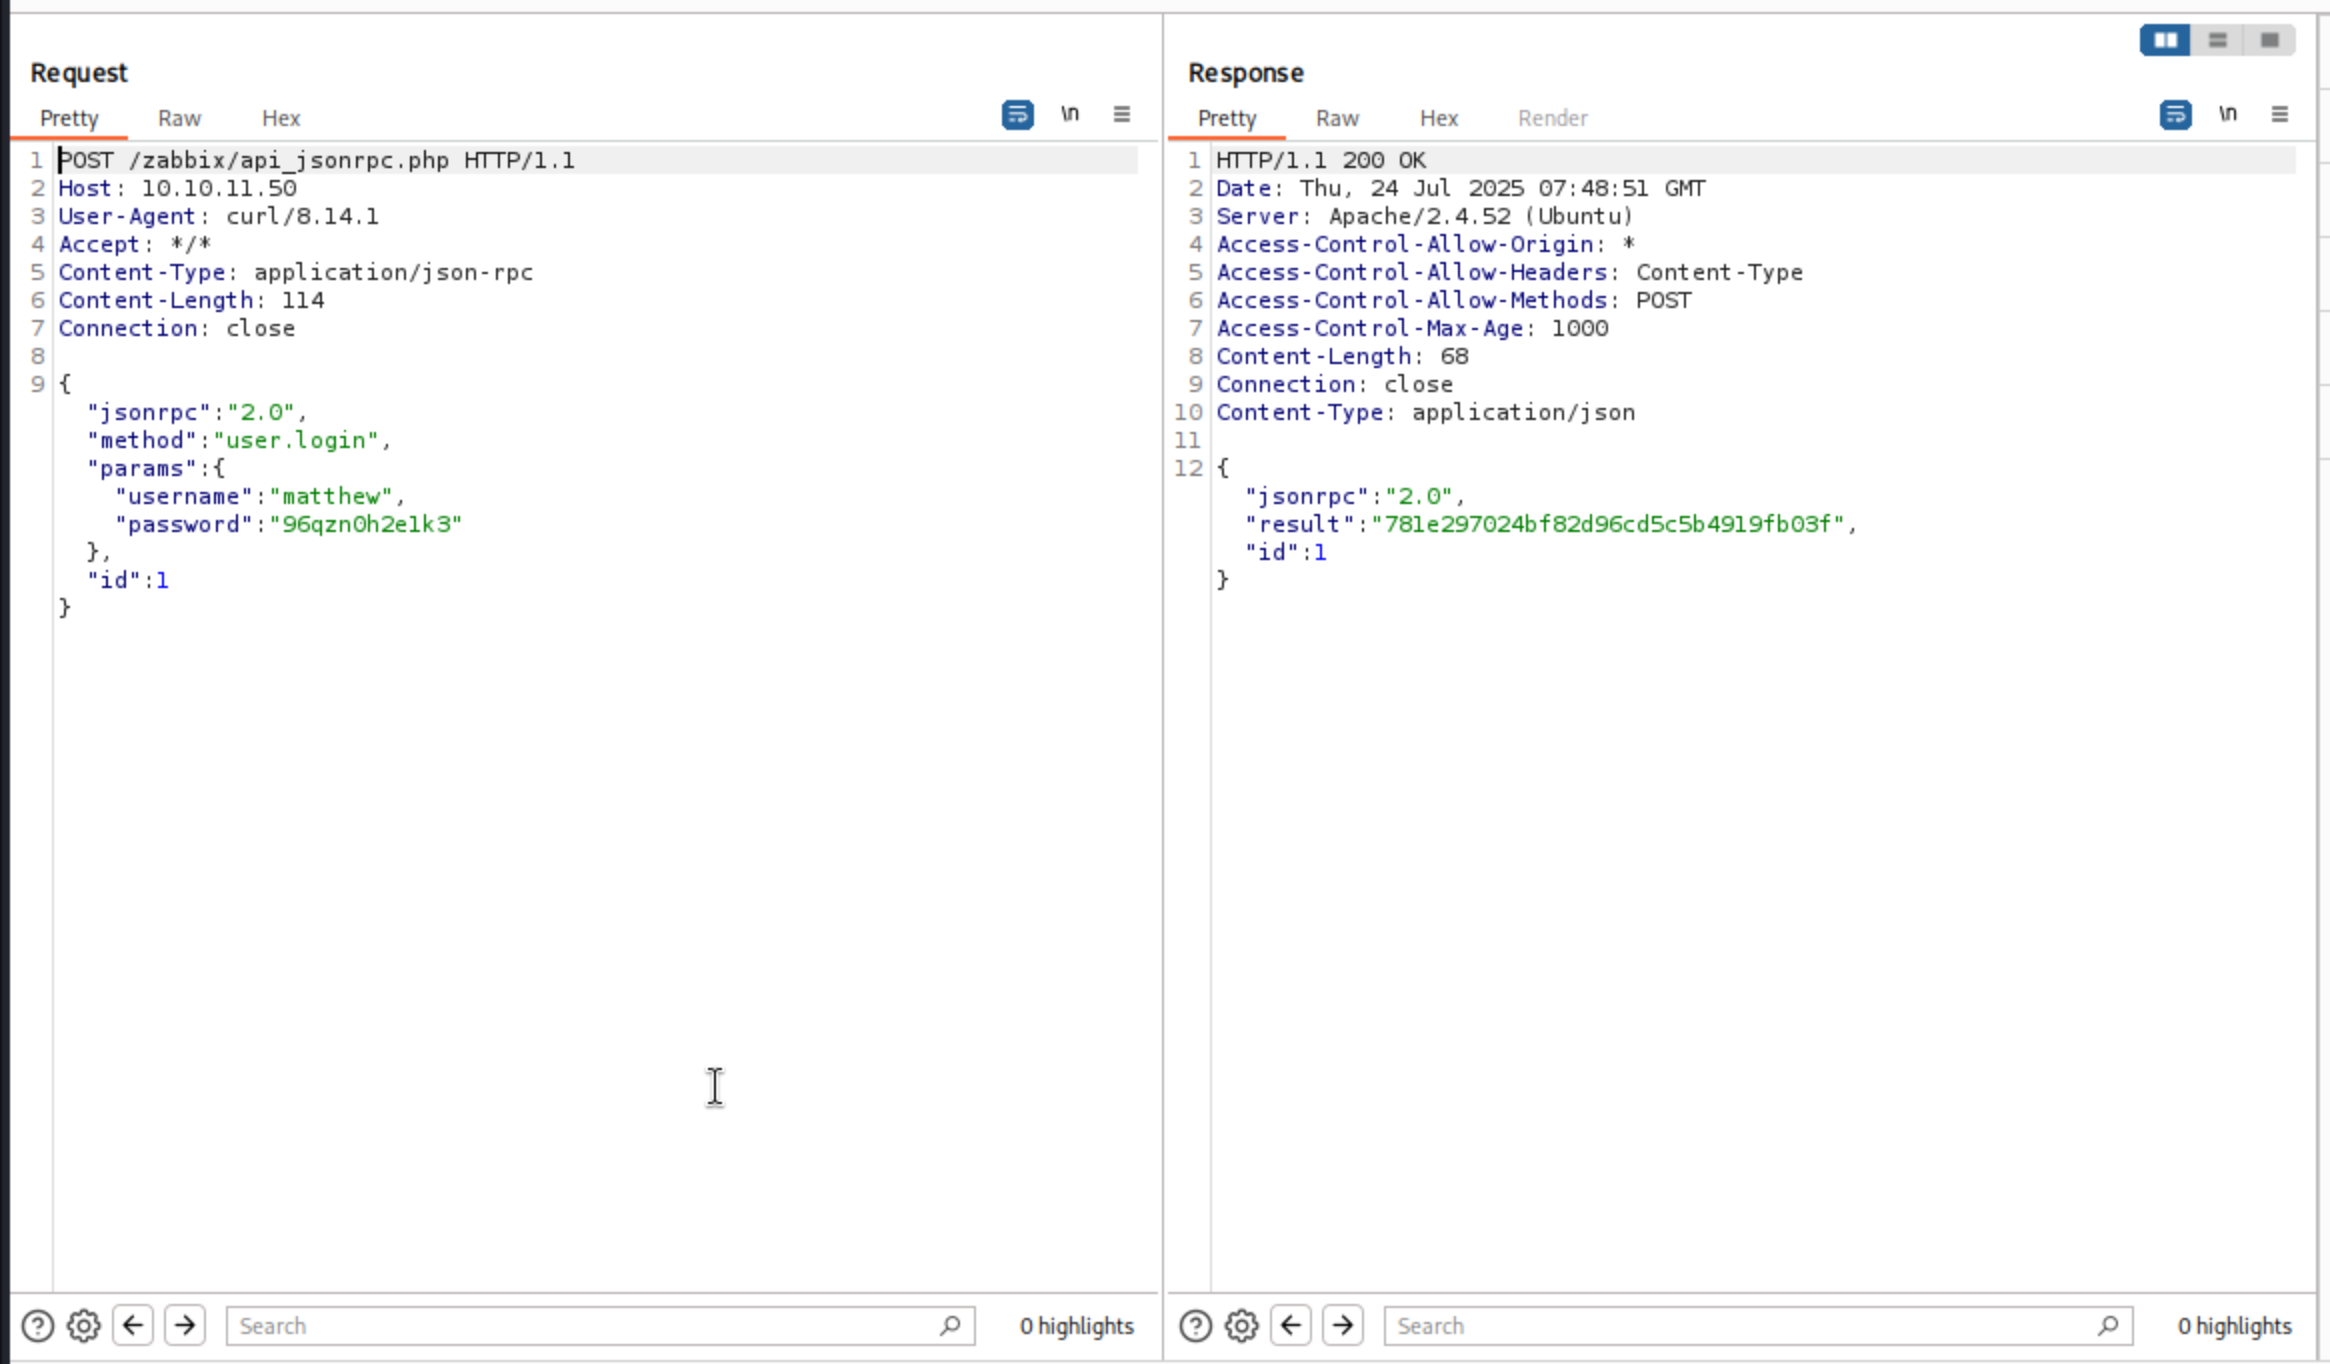 Request
Pretty Raw Hex \n
1 POST /zabbix/api_jsonrpc.php HTTP/1.1
2 Host: 10.10.11.50
3 User-Agent: curl/8.14.1
4 Accept: */*
5 Content-Type: application/json-rpc
6 Content-Length: 114
7 Connection: close
8
9 {
"jsonrpc":"2.0",
"method":"user.login",
"params":{
"username":"matthew",
"password":"96qzn0h2e1k3"
},
"id":1
}
Search 0 highlights
Response
Pretty Raw Hex Render \n
1 HTTP/1.1 200 OK
2 Date: Thu, 24 Jul 2025 07:48:51 GMT
3 Server: Apache/2.4.52 (Ubuntu)
4 Access-Control-Allow-Origin: *
5 Access-Control-Allow-Headers: Content-Type
6 Access-Control-Allow-Methods: POST
7 Access-Control-Max-Age: 1000
8 Content-Length: 68
9 Connection: close
10 Content-Type: application/json
11
12 {
"jsonrpc":"2.0",
"result":"781e297024bf82d96cd5c5b4919fb03f",
"id":1
}
Search 0 highlights